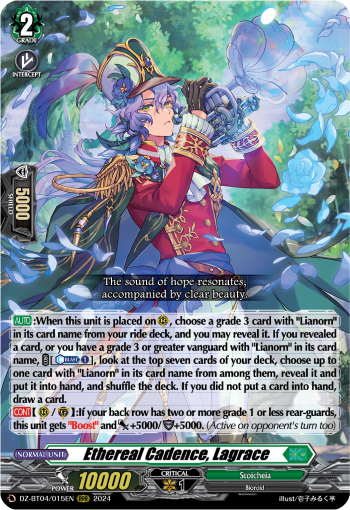 2
GRADE
INTERCEPT
5000
SHIELD
The sound of hope resonates,
accompanied by clear beauty.
AUTO :When this unit is placed on , choose a grade 3 card with "Lianorn"
in its card name from your ride deck, and you may reveal it. If you revealed
a card, or you have a grade 3 or greater vanguard with "Lianorn" in its card
name, [ BLAST 1 ], look at the top seven cards of your deck, choose up to
one card with "Lianorn" in its card name from among them, reveal it and
put it into hand, and shuffle the deck. If you did not put a card into hand,
draw a card.
CONT【 / 】:If your back row has two or more grade 1 or less rear-guards,
this unit gets "Boost" and +5000/ +5000. (Active on opponent's turn too)
NORMAL UNIT
Ethereal Cadence, Lagrace
POWER
10000
CRITICAL
1
Stoicheia
Bioroid
D
DZ-BT04/015EN RRR 2024
illust/壱子みるく亭